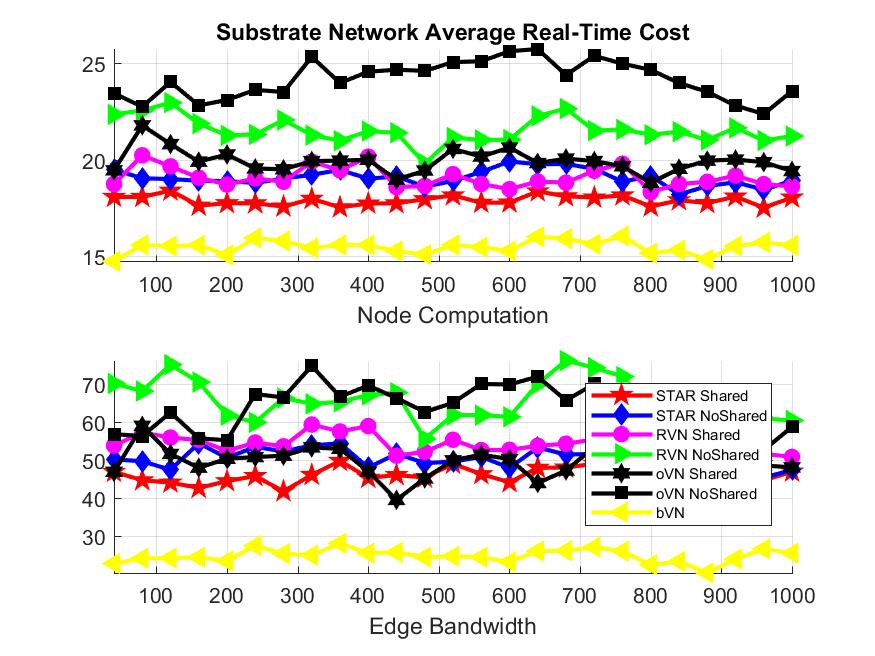 Substrate Network Average Real-Time Cost
25
20
15
100 200 300 400 500 600 700 800 900 1000
Node Computation
70
60
50
40
30
STAR Shared
STAR NoShared
RVN Shared
RVN NoShared
oVN Shared
oVN NoShared
bVN
100 200 300 400 500 600 700 800 900 1000
Edge Bandwidth